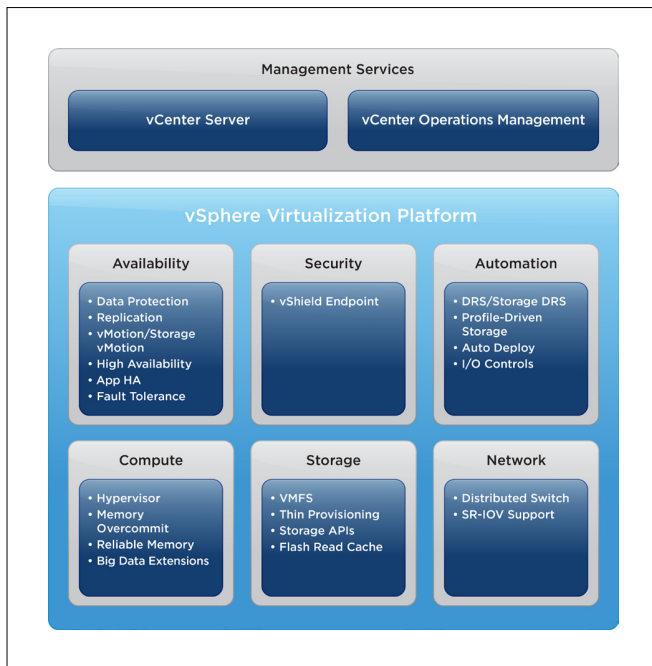 Management Services
vCenter Server
vCenter Operations Management
vSphere Virtualization Platform
Availability
• Data Protection
• Replication
• vMotion/Storage
vMotion
• High Availability
• App HA
• Fault Tolerance
Security
• vShield Endpoint
Automation
• DRS/Storage DRS
• Profile-Driven
Storage
• Auto Deploy
• I/O Controls
Compute
• Hypervisor
• Memory
Overcommit
• Reliable Memory
• Big Data Extensions
Storage
• VMFS
• Thin Provisioning
• Storage APIs
• Flash Read Cache
Network
• Distributed Switch
• SR-IOV Support